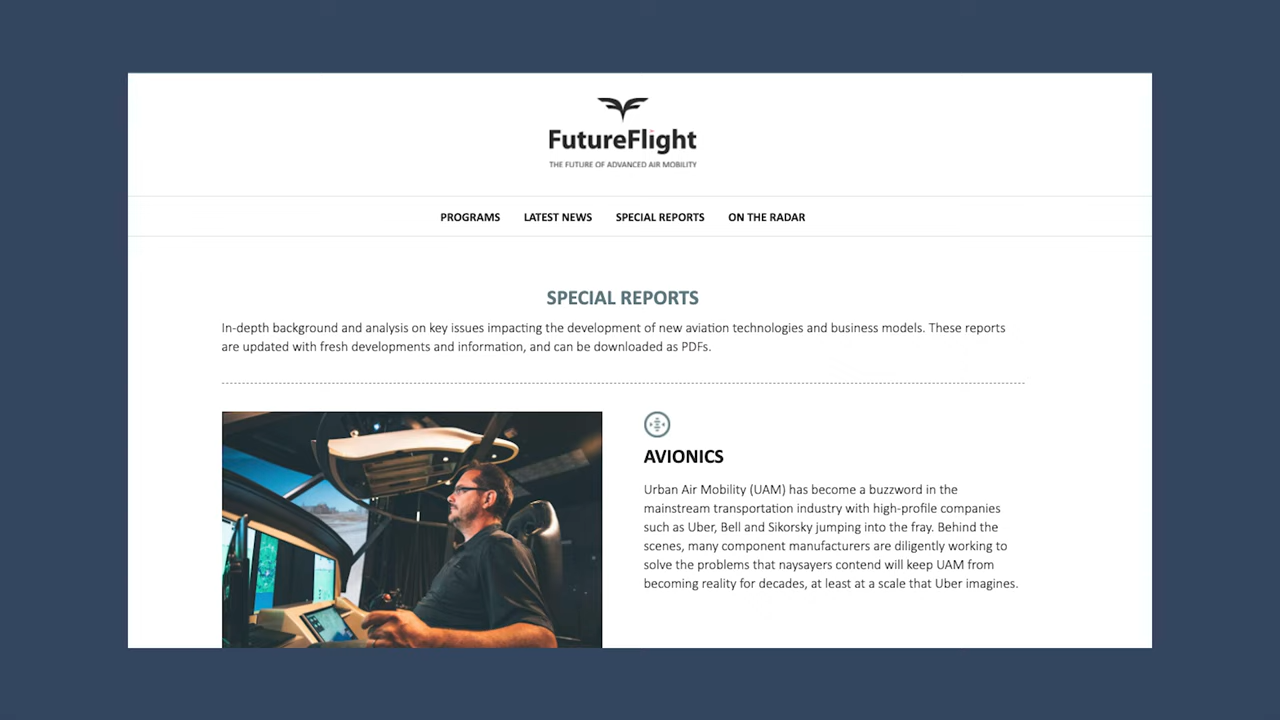 FutureFlight
THE FUTURE OF ADVANCED AIR MOBILITY
PROGRAMS LATEST NEWS SPECIAL REPORTS ON THE RADAR
SPECIAL REPORTS
In-depth background and analysis on key issues impacting the development of new aviation technologies and business models. These reports
are updated with fresh developments and information, and can be downloaded as PDFs.
AVIONICS
Urban Air Mobility (UAM) has become a buzzword in the
mainstream transportation industry with high-profile companies
such as Uber, Bell and Sikorsky jumping into the fray. Behind the
scenes, many component manufacturers are diligently working to
solve the problems that naysayers contend will keep UAM from
becoming reality for decades, at least at a scale that Uber imagines.